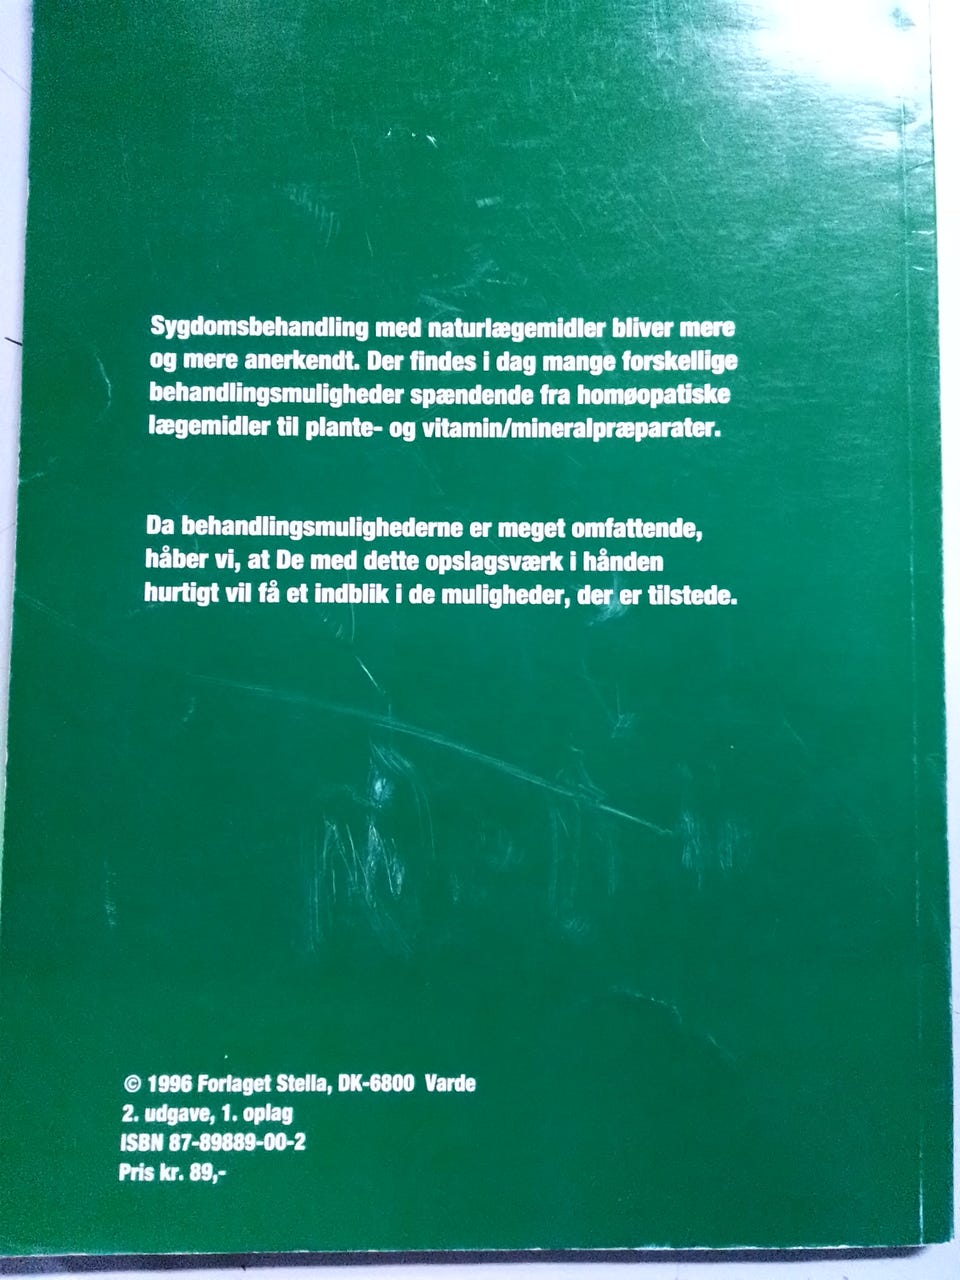 Sygdomsbehandling med naturlægemidler bliver mere
og mere anerkendt. Der findes i dag mange forskellige
behandlingsmuligheder spændende fra homøopatiske
lægemidler til plante- og vitamin/mineralpræparater.
Da behandlingsmulighederne er meget omfattende,
håber vi, at De med dette opslagsværk i hånden
hurtigt vil få et indblik i de muligheder, der er tilstede.
© 1996 Forlaget Stella, DK-6800 Varde
2. udgave, 1. oplag
ISBN 87-89889-00-2
Pris kr. 89,-